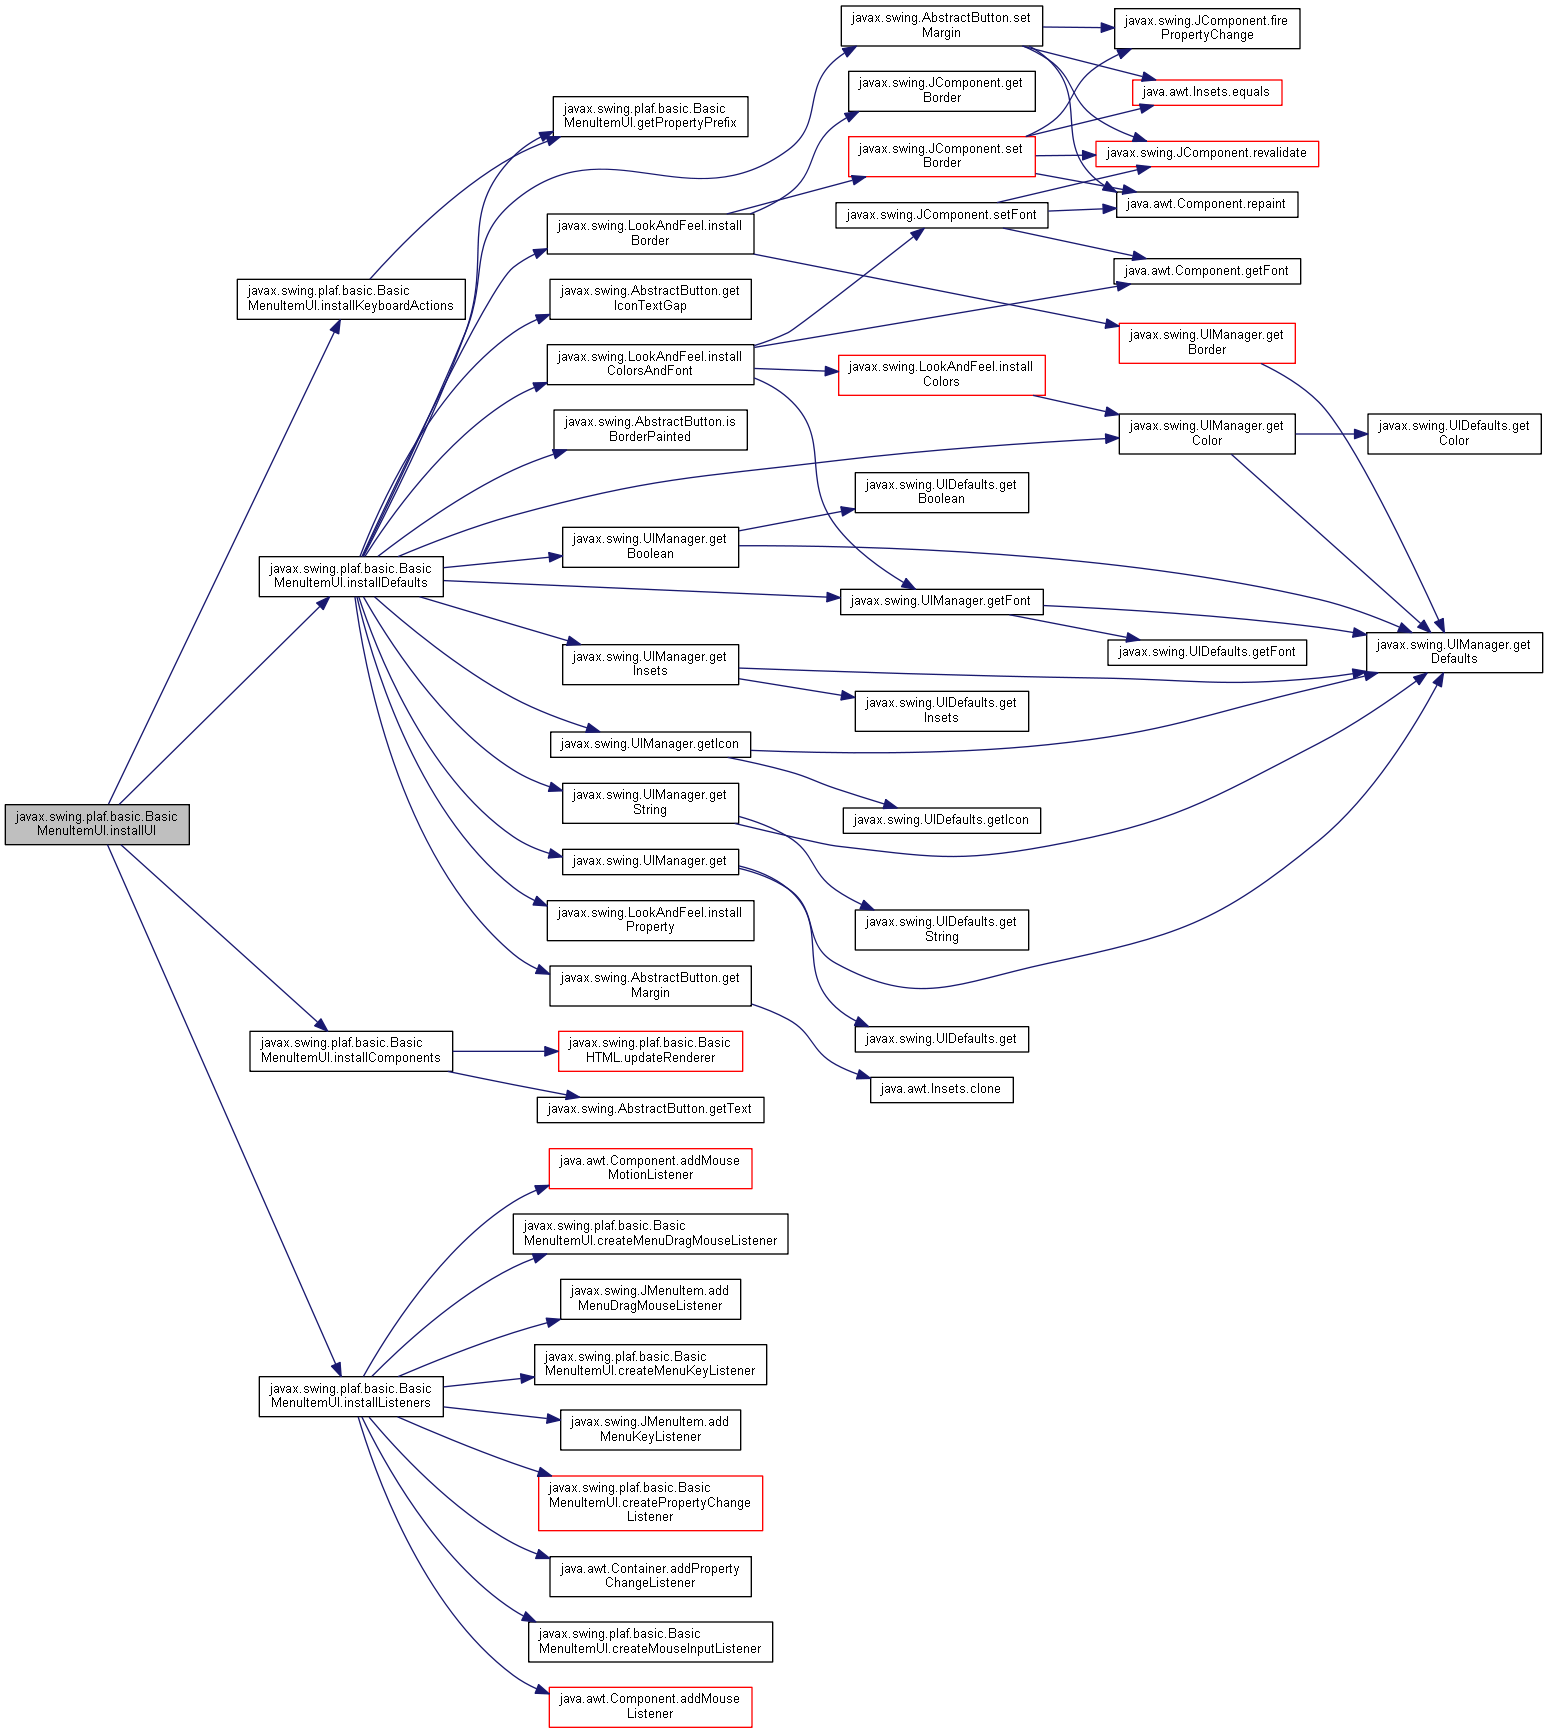 javax.swing.plaf.basic.Basic
MenuItemUI.installUI
javax.swing.plaf.basic.Basic
MenuItemUI.installKeyboardActions
javax.swing.plaf.basic.Basic
MenuItemUI.installDefaults
javax.swing.plaf.basic.Basic
MenuItemUI.installComponents
javax.swing.plaf.basic.Basic
MenuItemUI.installListeners
javax.swing.plaf.basic.Basic
MenuItemUI.getPropertyPrefix
javax.swing.LookAndFeel.install
Border
javax.swing.AbstractButton.get
IconTextGap
javax.swing.LookAndFeel.install
ColorsAndFont
javax.swing.AbstractButton.is
BorderPainted
javax.swing.UIManager.get
Boolean
javax.swing.UIManager.get
Insets
javax.swing.UIManager.getIcon
javax.swing.UIManager.get
String
javax.swing.UIManager.get
javax.swing.LookAndFeel.install
Property
javax.swing.AbstractButton.get
Margin
javax.swing.plaf.basic.Basic
HTML.updateRenderer
javax.swing.AbstractButton.getText
java.awt.Component.addMouse
MotionListener
javax.swing.plaf.basic.Basic
MenuItemUI.createMenuDragMouseListener
javax.swing.JMenuItem.add
MenuDragMouseListener
javax.swing.plaf.basic.Basic
MenuItemUI.createMenuKeyListener
javax.swing.JMenuItem.add
MenuKeyListener
javax.swing.plaf.basic.Basic
MenuItemUI.createPropertyChange
Listener
java.awt.Container.addProperty
ChangeListener
javax.swing.plaf.basic.Basic
MenuItemUI.createMouseInputListener
java.awt.Component.addMouse
Listener
javax.swing.AbstractButton.set
Margin
javax.swing.JComponent.get
Border
javax.swing.JComponent.set
Border
javax.swing.JComponent.setFont
javax.swing.LookAndFeel.install
Colors
javax.swing.UIDefaults.get
Boolean
javax.swing.UIManager.getFont
javax.swing.UIDefaults.get
Insets
javax.swing.UIDefaults.getIcon
javax.swing.UIDefaults.get
String
javax.swing.UIDefaults.get
java.awt.Insets.clone
javax.swing.JComponent.fire
PropertyChange
java.awt.Insets.equals
javax.swing.JComponent.revalidate
java.awt.Component.repaint
java.awt.Component.getFont
javax.swing.UIManager.get
Border
javax.swing.UIManager.get
Color
javax.swing.UIDefaults.getFont
javax.swing.UIDefaults.get
Color
javax.swing.UIManager.get
Defaults